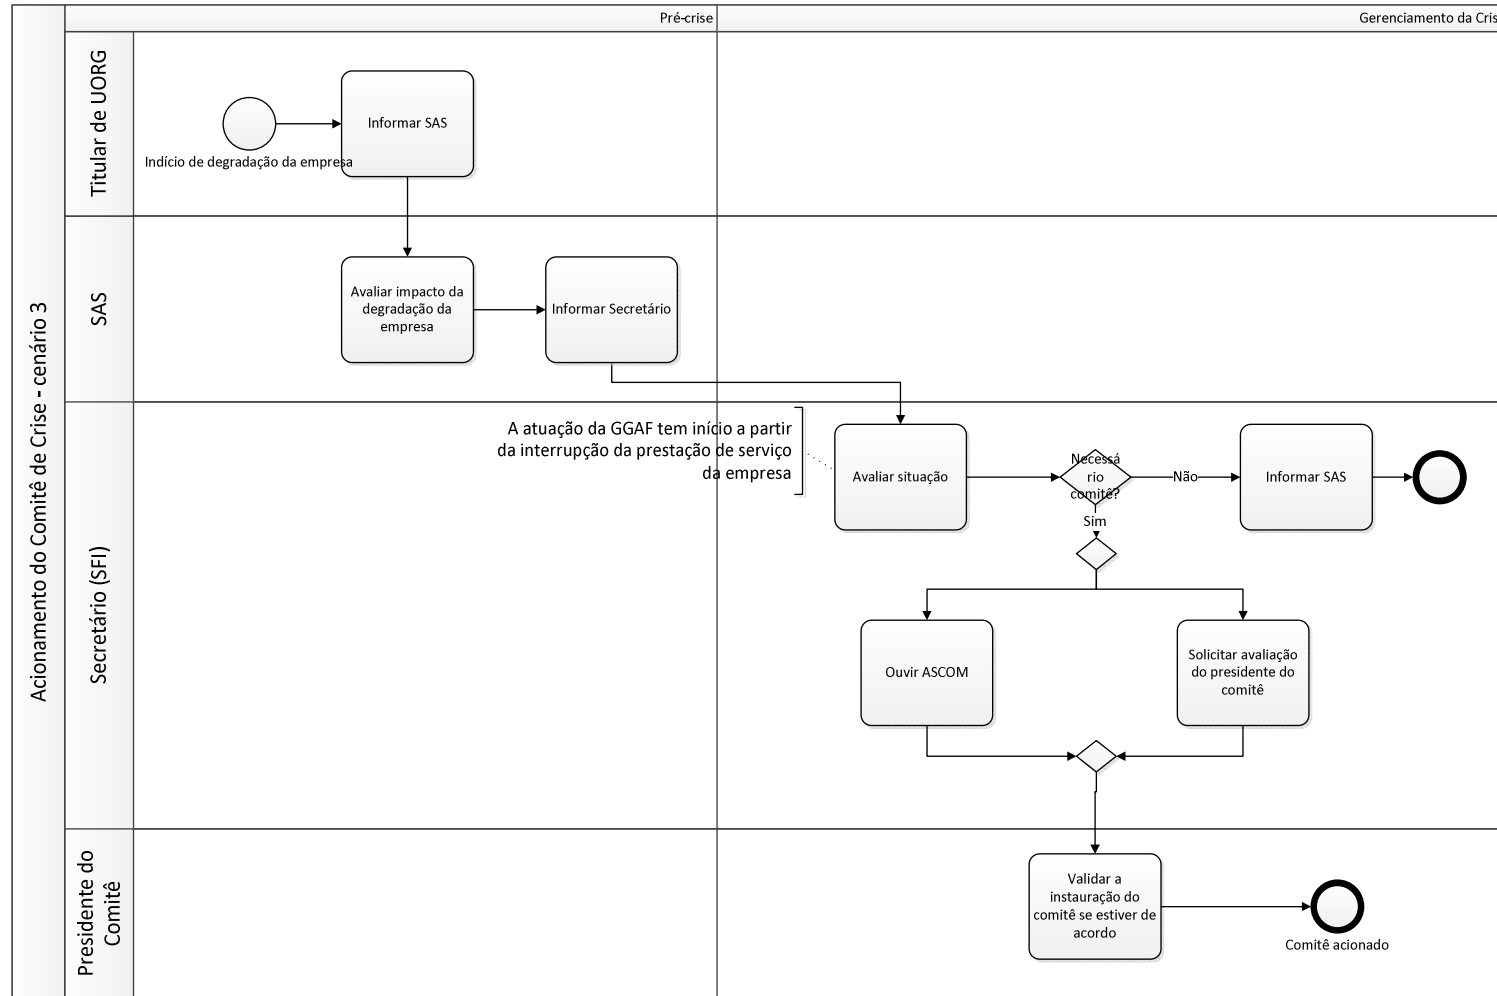 Pré-crise
Gerenciamento da Cris
Acionamento do Comitê de Crise - cenário 3
Titular de UORG
Indício de degradação da empresa
Informar SAS
SAS
Avaliar impacto da
degradação da
empresa
Informar Secretário
Secretário (SFI)
A atuação da GGAF tem início a partir
da interrupção da prestação de serviço
da empresa
Avaliar situação
Necessá
rio
comitê?
Não
Informar SAS
Sim
Ouvir ASCOM
Solicitar avaliação
do presidente do
comitê
Presidente do
Comitê
Validar a
instauração do
comitê se estiver de
acordo
Comitê acionado